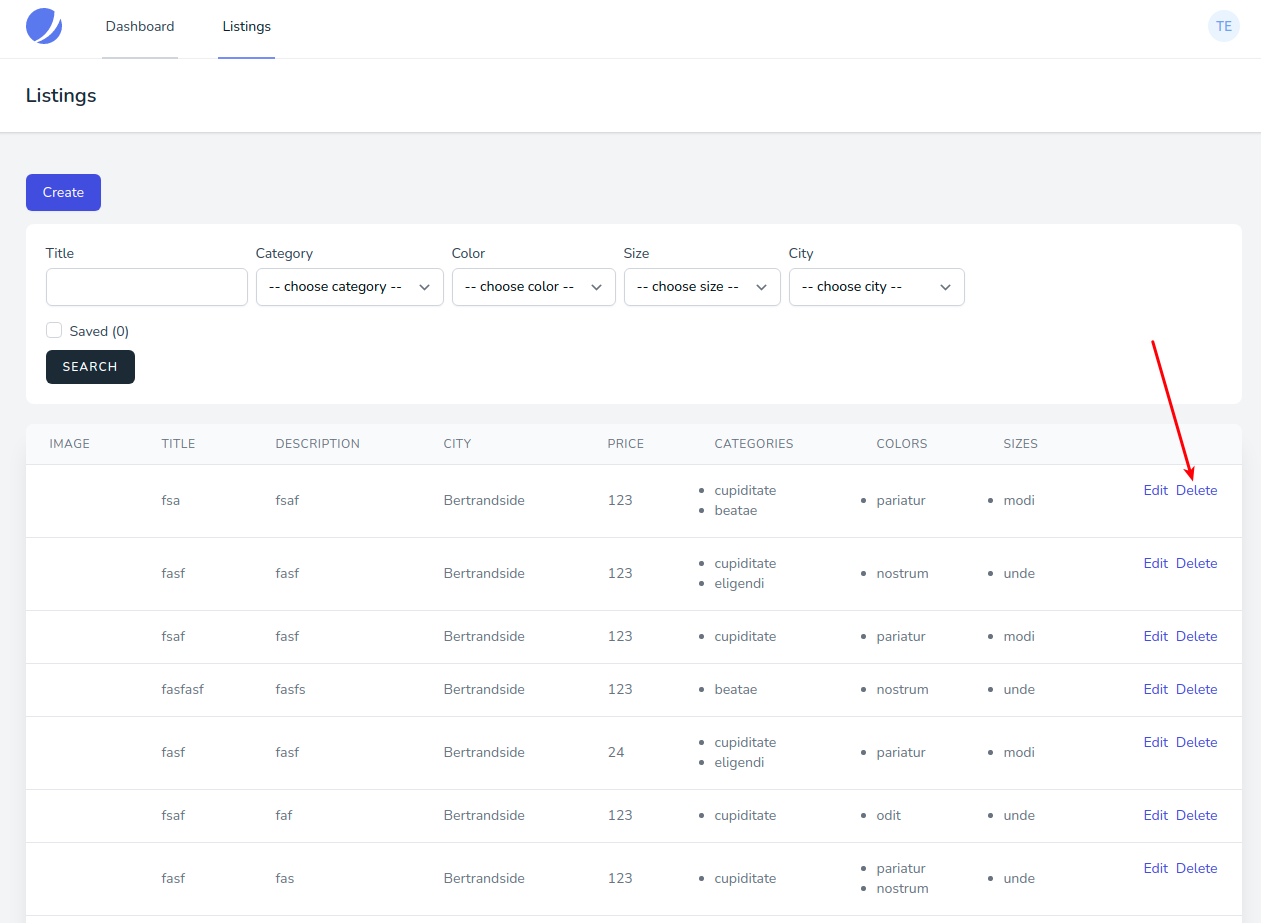 Dashboard Listings TE
Listings
Create
Title Category Color Size City
-- choose category -- -- choose color -- -- choose size -- -- choose city --
Saved (0)
SEARCH
IMAGE TITLE DESCRIPTION CITY PRICE CATEGORIES COLORS SIZES
fsa fsaf Bertrandside 123 • cupiditate • pariatur • modi Edit Delete
• beatae
fasf fasf Bertrandside 123 • cupiditate • nostrum • unde Edit Delete
• eligendi
fsaf fasf Bertrandside 123 • cupiditate • pariatur • modi Edit Delete
fasfasf fasfs Bertrandside 123 • beatae • nostrum • unde Edit Delete
fasf fasf Bertrandside 24 • cupiditate • pariatur • modi Edit Delete
• eligendi
fsaf faf Bertrandside 123 • cupiditate • odit • unde Edit Delete
fasf fas Bertrandside 123 • cupiditate • pariatur • unde Edit Delete
• nostrum